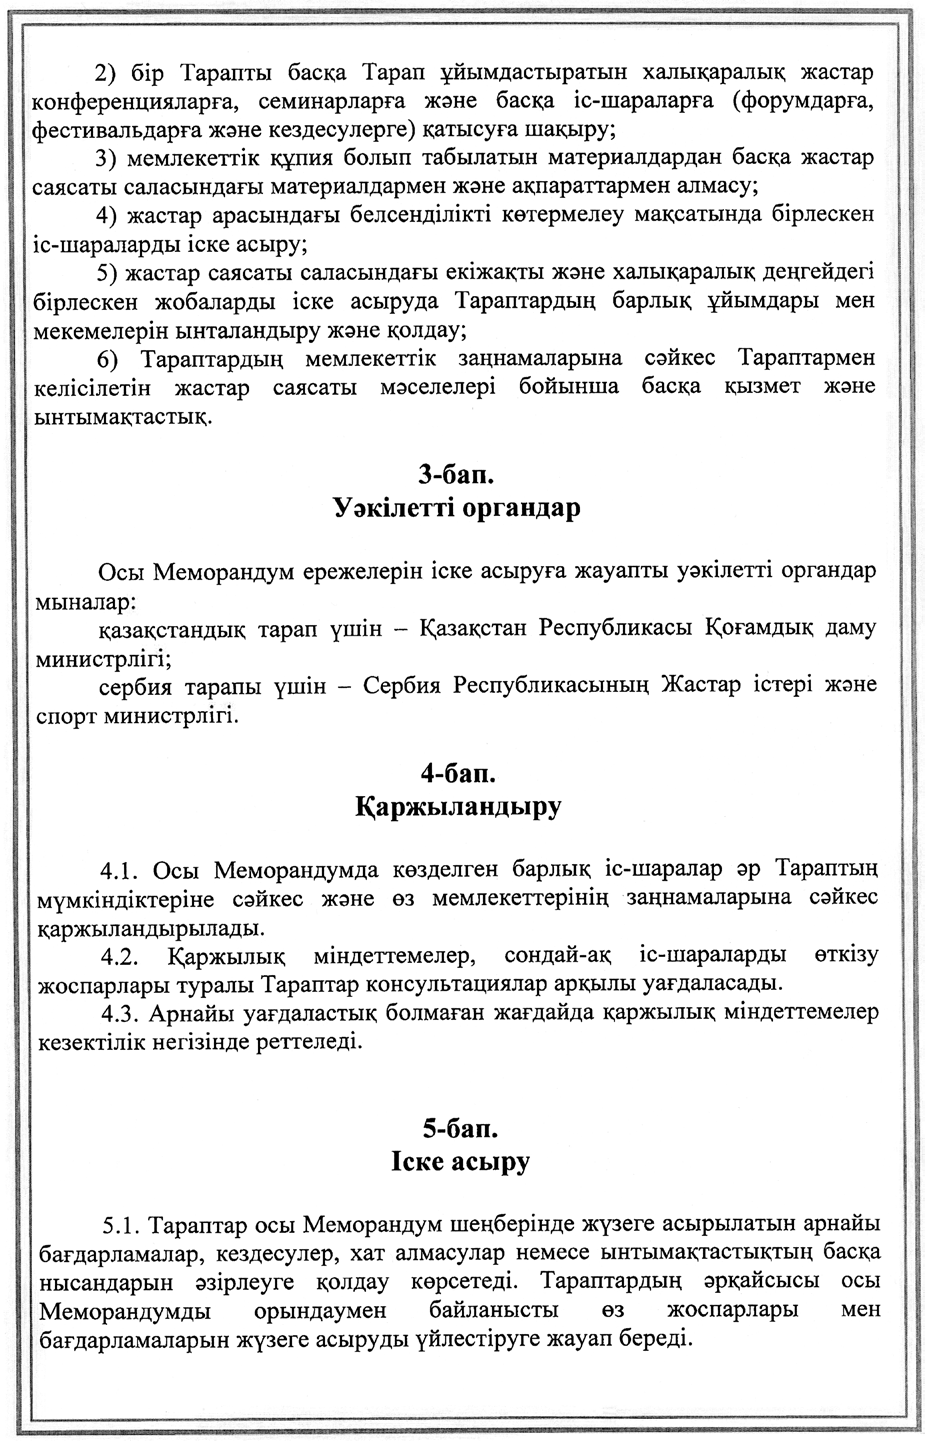 2) бір Тарапты басқа Тарап ұйымдастыратын халықаралық жастар
конференцияларға, семинарларға және басқа іс-шараларға (форумдарға,
фестивальдарға және кездесулерге) қатысуға шақыру;
3) мемлекеттік құпия болып табылатын материалдардан басқа жастар
саясаты саласындағы материалдармен және ақпараттармен алмасу;
4) жастар арасындағы белсенділікті көтермелеу мақсатында бірлескен
іс-шараларды іске асыру;
5) жастар саясаты саласындағы екіжақты және халықаралық деңгейдегі
бірлескен жобаларды іске асыруда Тараптардың барлық ұйымдары мен
мекемелерін ынталандыру және қолдау;
6) Тараптардың мемлекеттік заңнамаларына сәйкес Тараптармен
келісілетін жастар саясаты мәселелері бойынша басқа қызмет және
ынтымақтастық.
3-бап.
Уәкілетті органдар
Осы Меморандум ережелерін іске асыруға жауапты уәкілетті органдар
мыналар:
қазақстандық тарап үшін – Қазақстан Республикасы Қоғамдық даму
министрлігі;
сербия тарапы үшін – Сербия Республикасының Жастар істері және
спорт министрлігі.
4-бап.
Қаржыландыру
4.1. Осы Меморандумда көзделген барлық іс-шаралар әр Тараптың
мүмкіндіктеріне сәйкес және өз мемлекеттерінің заңнамаларына сәйкес
қаржыландырылады.
4.2. Қаржылық міндеттемелер, сондай-ақ іс-шараларды өткізу
жоспарлары туралы Тараптар консультациялар арқылы уағдаласады.
4.3. Арнайы уағдаластық болмаған жағдайда қаржылық міндеттемелер
кезектілік негізінде реттеледі.
5-бап.
Іске асыру
5.1. Тараптар осы Меморандум шеңберінде жүзеге асырылатын арнайы
бағдарламалар, кездесулер, хат алмасулар немесе ынтымақтастықтың басқа
нысандарын әзірлеуге қолдау көрсетеді. Тараптардың әрқайсысы осы
Меморандумды орындаумен байланысты өз жоспарлары мен
бағдарламаларын жүзеге асыруды үйлестіруге жауап береді.